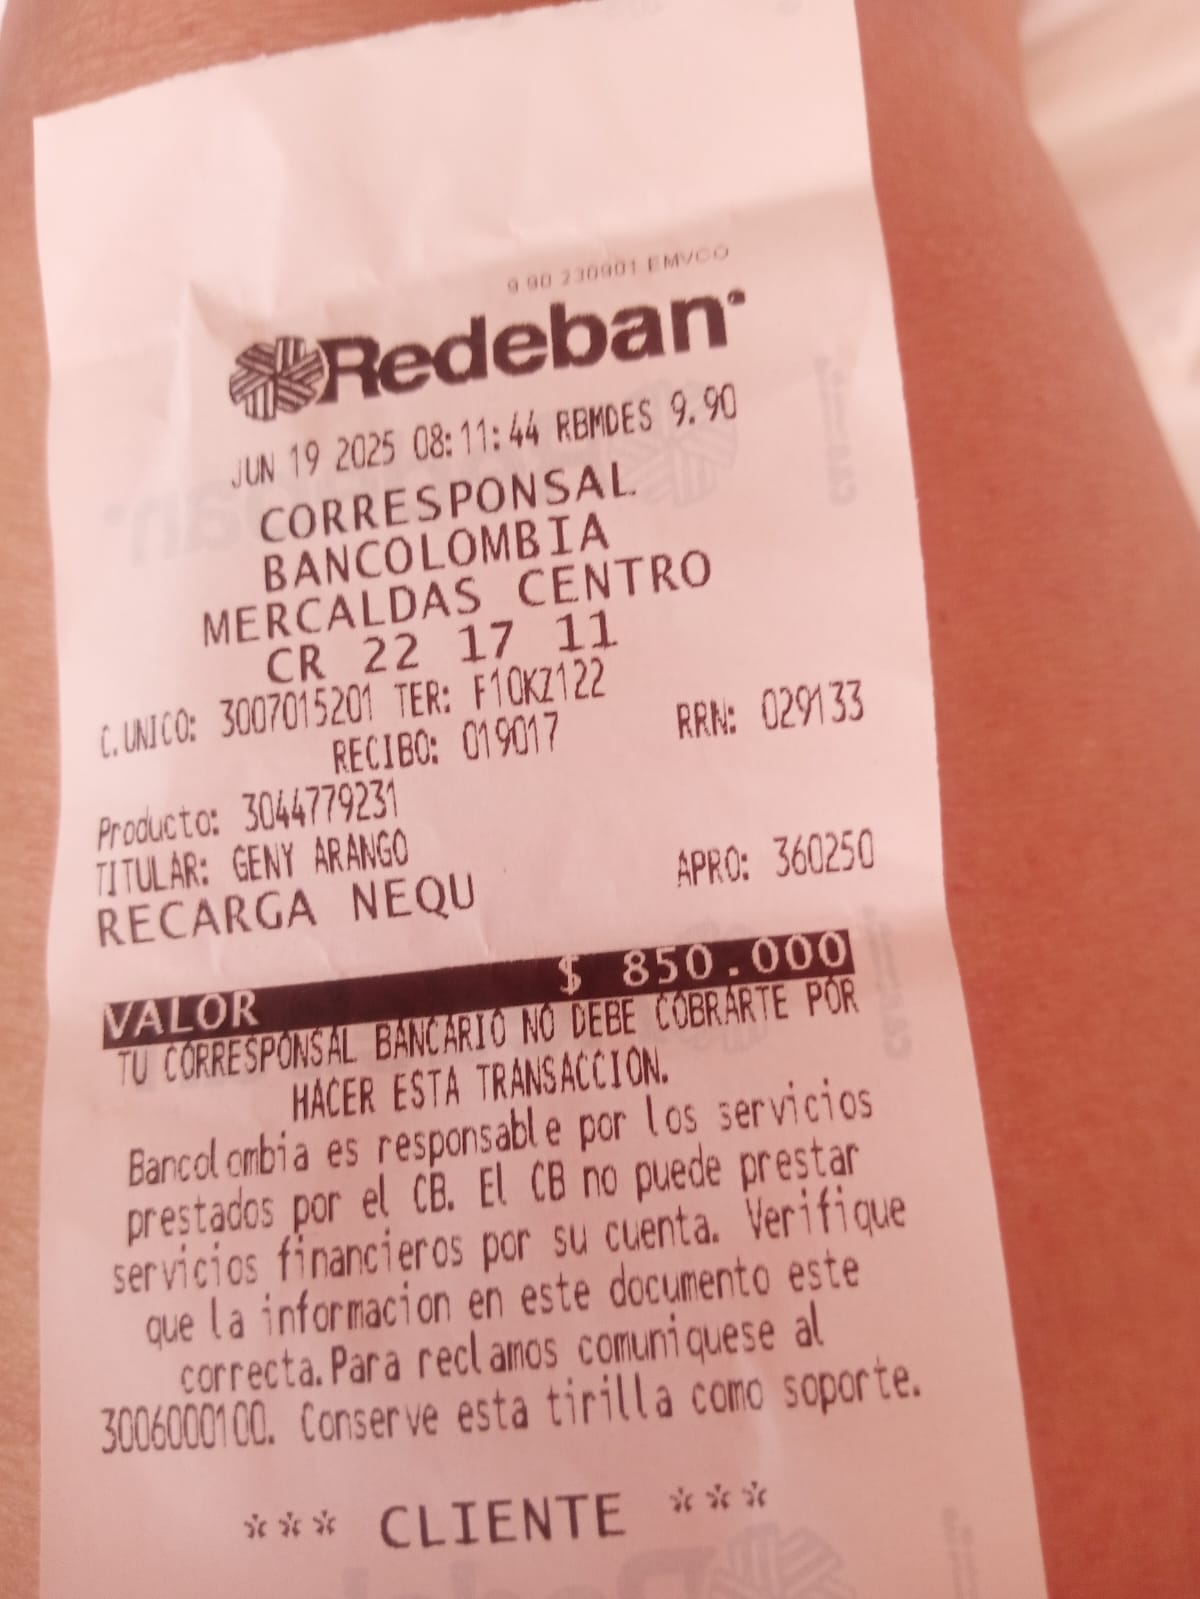 9.90 230901 EMVCO
Redeban
JUN 19 2025 08:11:44 RBMDES 9.90
CORRESPONSAL
BANCOLOMBIA
MERCALDAS CENTRO
CR 22 17 11
C.UNICO: 3007015201 TER: F10KZ122
RECIBO: 019017 RRN: 029133
Producto: 3044779231
TITULAR: GENY ARANGO
RECARGA NEQU APRO: 360250
VALOR $ 850.000
TU CORRESPONSAL BANCARIO NO DEBE COBRARTE POR
HACER ESTA TRANSACCION.
Bancolombia es responsable por los servicios
prestados por el CB. El CB no puede prestar
servicios financieros por su cuenta. Verifique
que la informacion en este documento este
correcta.Para reclamos comuniquese al
3006000100. Conserve esta tirilla como soporte.
*** CLIENTE ***